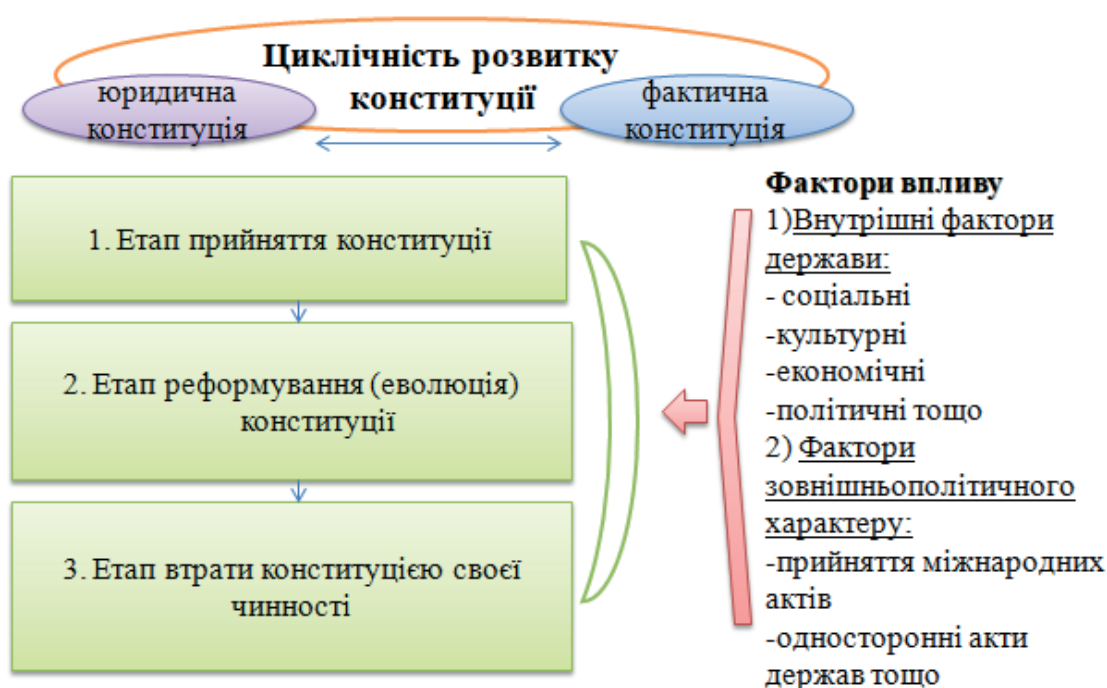 Циклічність розвитку
конституції
юридична
конституція
фактична
конституція
1. Етап прийняття конституції
2. Етап реформування (еволюція)
конституції
3. Етап втрати конституцією своєї
чинності
Фактори впливу
1)Внутрішні фактори
держави:
- соціальні
-культурні
-економічні
-політичні тощо
2) Фактори
зовнішньополітичного
характеру:
-прийняття міжнародних
актів
-односторонні акти
держав тощо